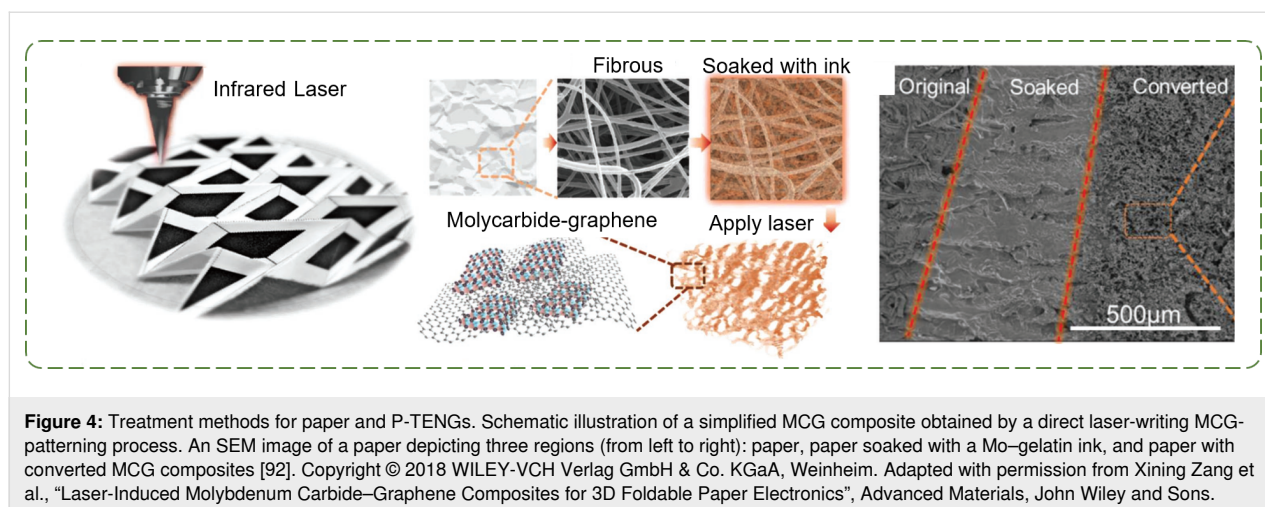 Infrared Laser
Fibrous
Soaked with ink
Molycarbide-graphene
Apply laser
Original
Soaked
Converted
500μm
Figure 4: Treatment methods for paper and P-TENGs. Schematic illustration of a simplified MCG composite obtained by a direct laser-writing MCG-
patterning process. An SEM image of a paper depicting three regions (from left to right): paper, paper soaked with a Mo–gelatin ink, and paper with
converted MCG composites [92]. Copyright © 2018 WILEY-VCH Verlag GmbH & Co. KGaA, Weinheim. Adapted with permission from Xining Zang et
al., “Laser-Induced Molybdenum Carbide–Graphene Composites for 3D Foldable Paper Electronics”, Advanced Materials, John Wiley and Sons.